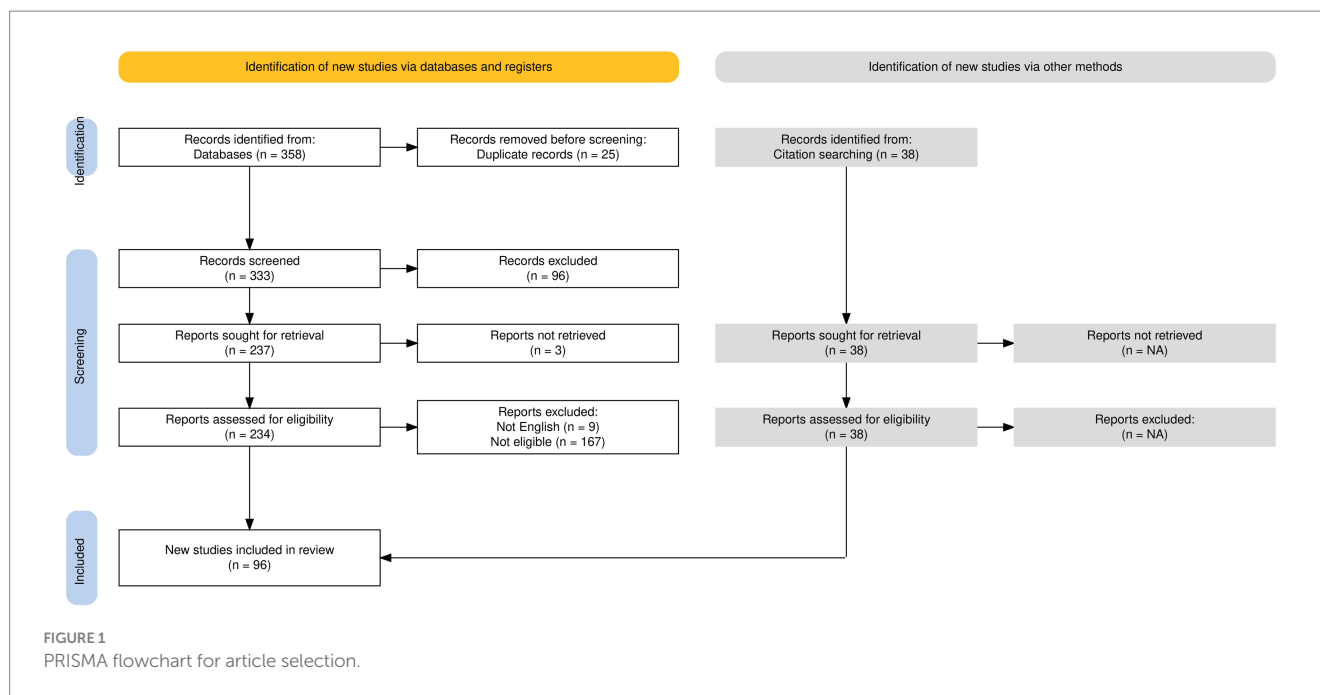 Identification of new studies via databases and registers
Identification of new studies via other methods
Identification
Records identified from:
Databases (n = 358)
Records removed before screening:
Duplicate records (n = 25)
Records identified from:
Citation searching (n = 38)
Screening
Records screened
(n = 333)
Records excluded
(n = 96)
Reports sought for retrieval
(n = 237)
Reports not retrieved
(n = 3)
Reports sought for retrieval
(n = 38)
Reports not retrieved
(n = NA)
Reports assessed for eligibility
(n = 234)
Reports excluded:
Not English (n = 9)
Not eligible (n = 167)
Reports assessed for eligibility
(n = 38)
Reports excluded:
(n = NA)
Included
New studies included in review
(n = 96)
FIGURE 1
PRISMA flowchart for article selection.